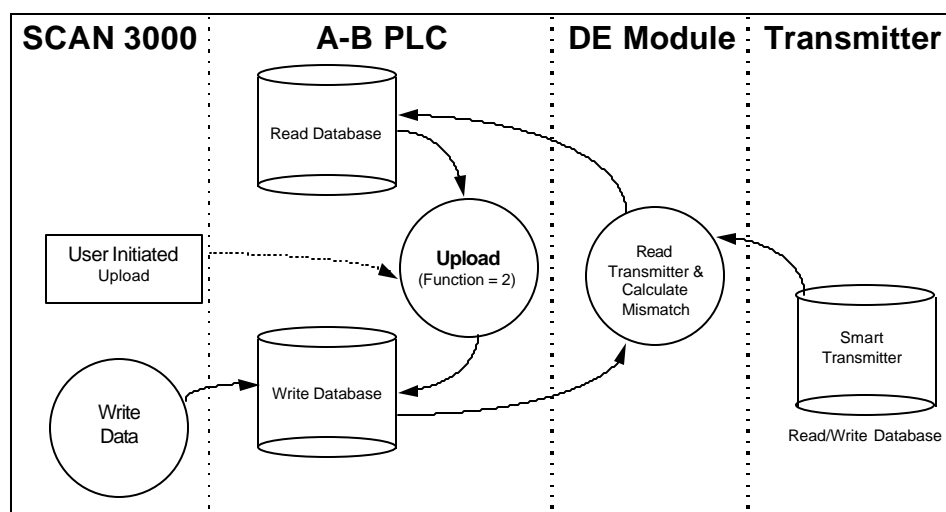 SCAN 3000
A-B PLC
DE Module
Transmitter
Read Database
User Initiated
Upload
Upload
(Function = 2)
Read
Transmitter &
Calculate
Mismatch
Smart
Transmitter
Write
Data
Write Database
Read/Write Database